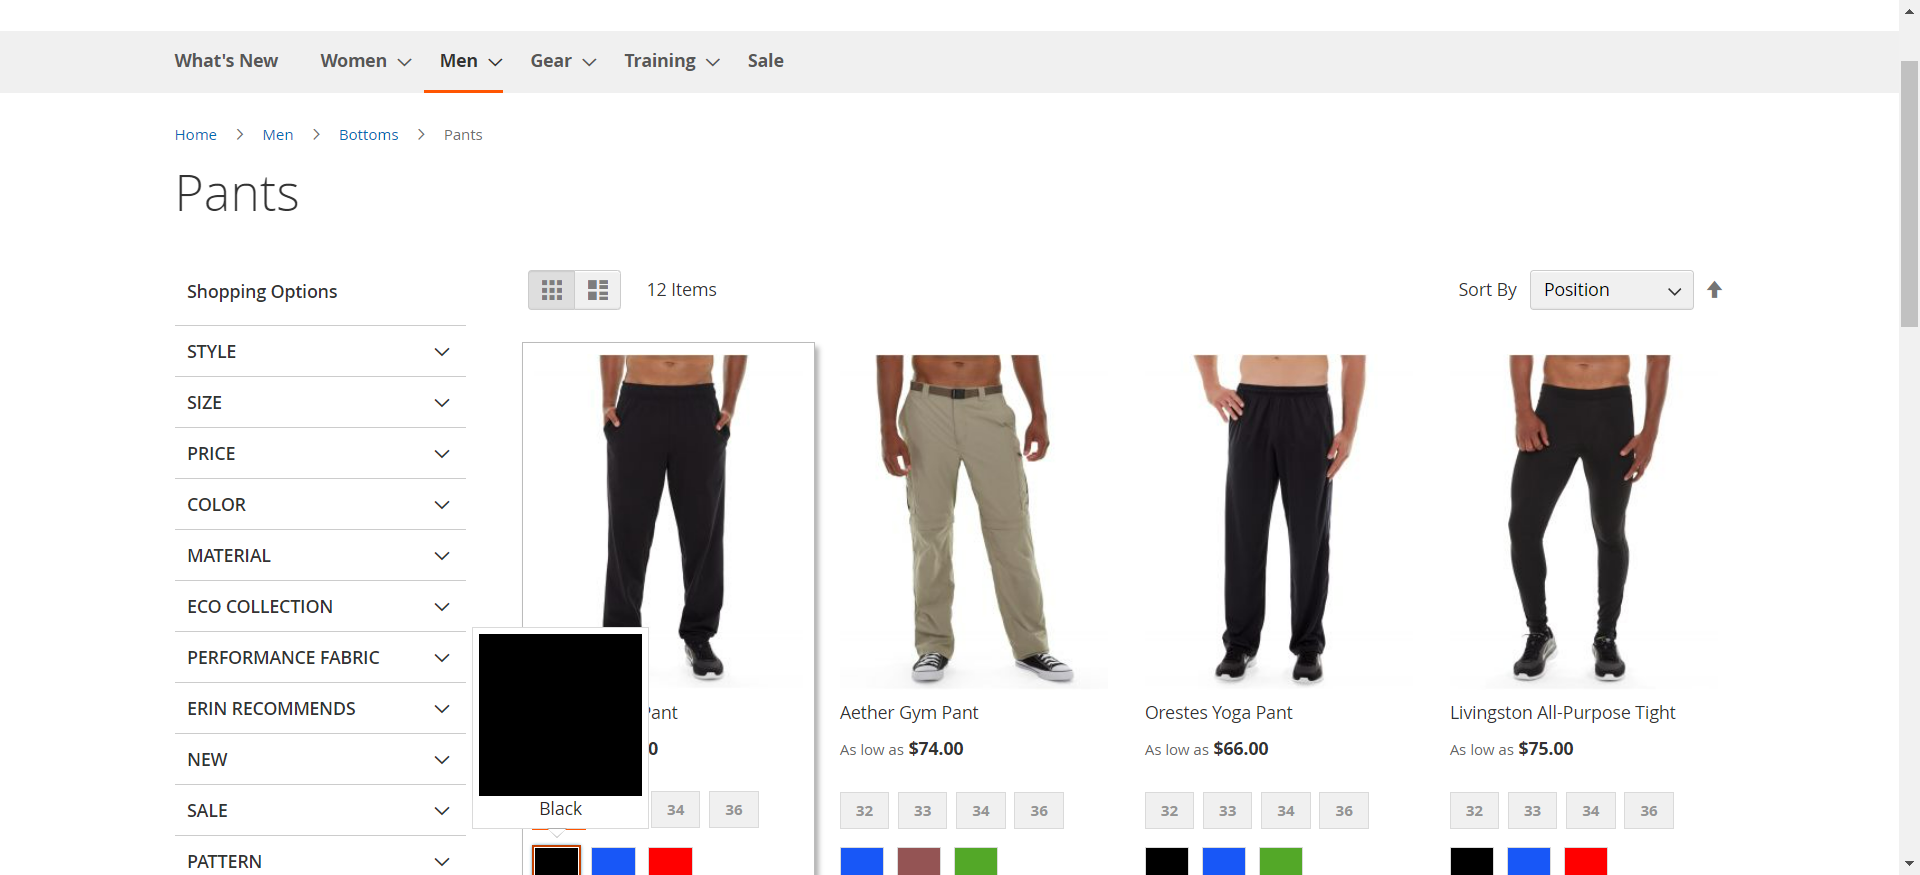 What's New Women Men Gear Training Sale
Home Men Bottoms Pants
Pants
Shopping Options
12 Items
Sort By Position
STYLE
SIZE
PRICE
COLOR
MATERIAL
ECO COLLECTION
PERFORMANCE FABRIC
ERIN RECOMMENDS
NEW
SALE
PATTERN
Black
Pant
0
34 36
Aether Gym Pant
As low as $74.00
32 33 34 36
Orestes Yoga Pant
As low as $66.00
32 33 34 36
Livingston All-Purpose Tight
As low as $75.00
32 33 34 36